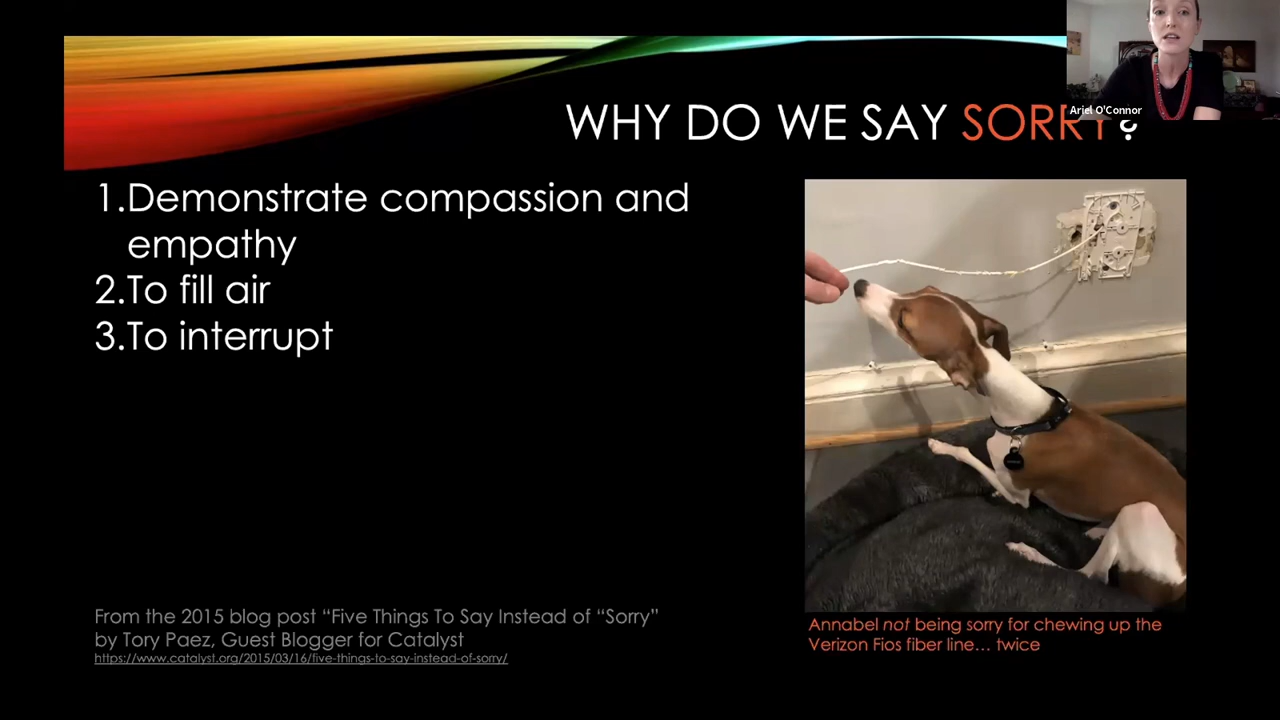 Ariel O'Connor
WHY DO WE SAY SORRY?
1.Demonstrate compassion and
empathy
2.To fill air
3.To interrupt
From the 2015 blog post “Five Things To Say Instead of “Sorry”
by Tory Paez, Guest Blogger for Catalyst
https://www.catalyst.org/2015/03/16/five-things-to-say-instead-of-sorry/
Annabel not being sorry for chewing up the
Verizon Fios fiber line… twice